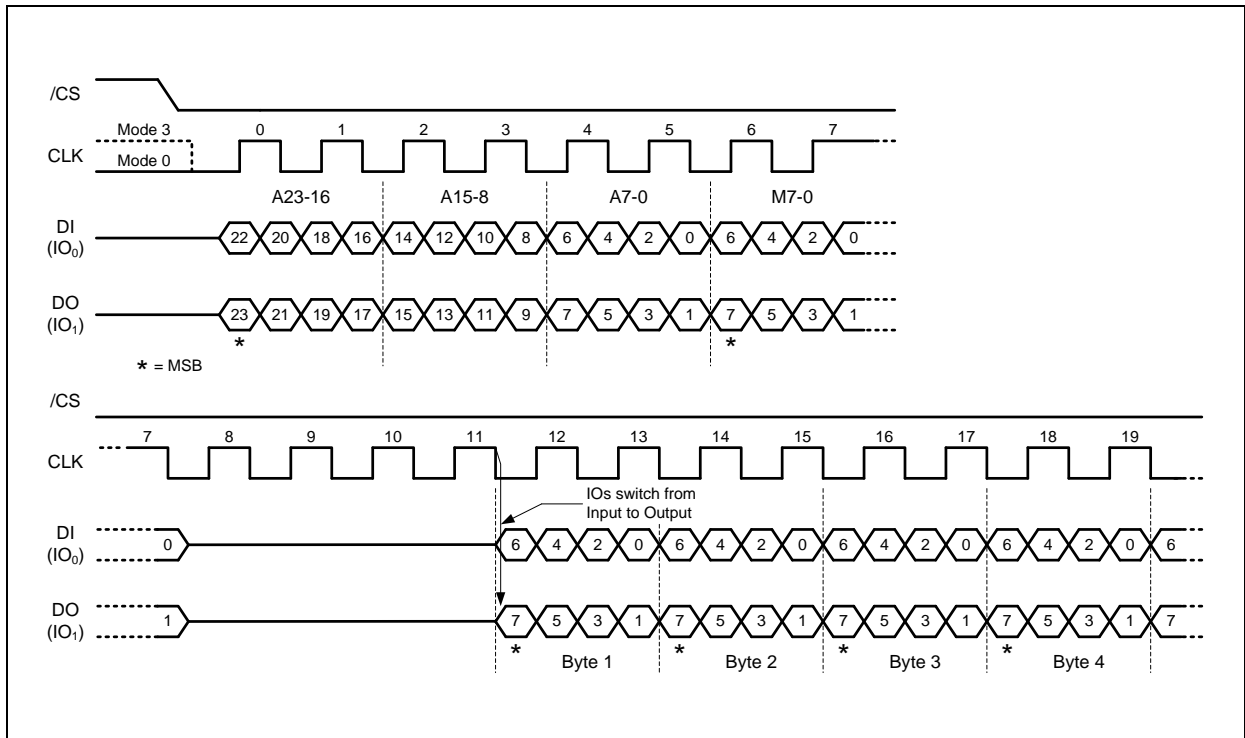 /CS
Mode 3
0 1 2 3 4 5 6 7
CLK
Mode 0
A23-16 A15-8 A7-0 M7-0
DI
(IO₀)
22 20 18 16 14 12 10 8 6 4 2 0 6 4 2 0
DO
(IO₁)
23 21 19 17 15 13 11 9 7 5 3 1 7 5 3 1
* *
* = MSB
/CS
7 8 9 10 11 12 13 14 15 16 17 18 19
CLK
IOs switch from
Input to Output
DI
(IO₀)
0 6 4 2 0 6 4 2 0 6 4 2 0 6 4 2 0 6
DO
(IO₁)
1 7 5 3 1 7 5 3 1 7 5 3 1 7 5 3 1 7
* * * *
Byte 1 Byte 2 Byte 3 Byte 4